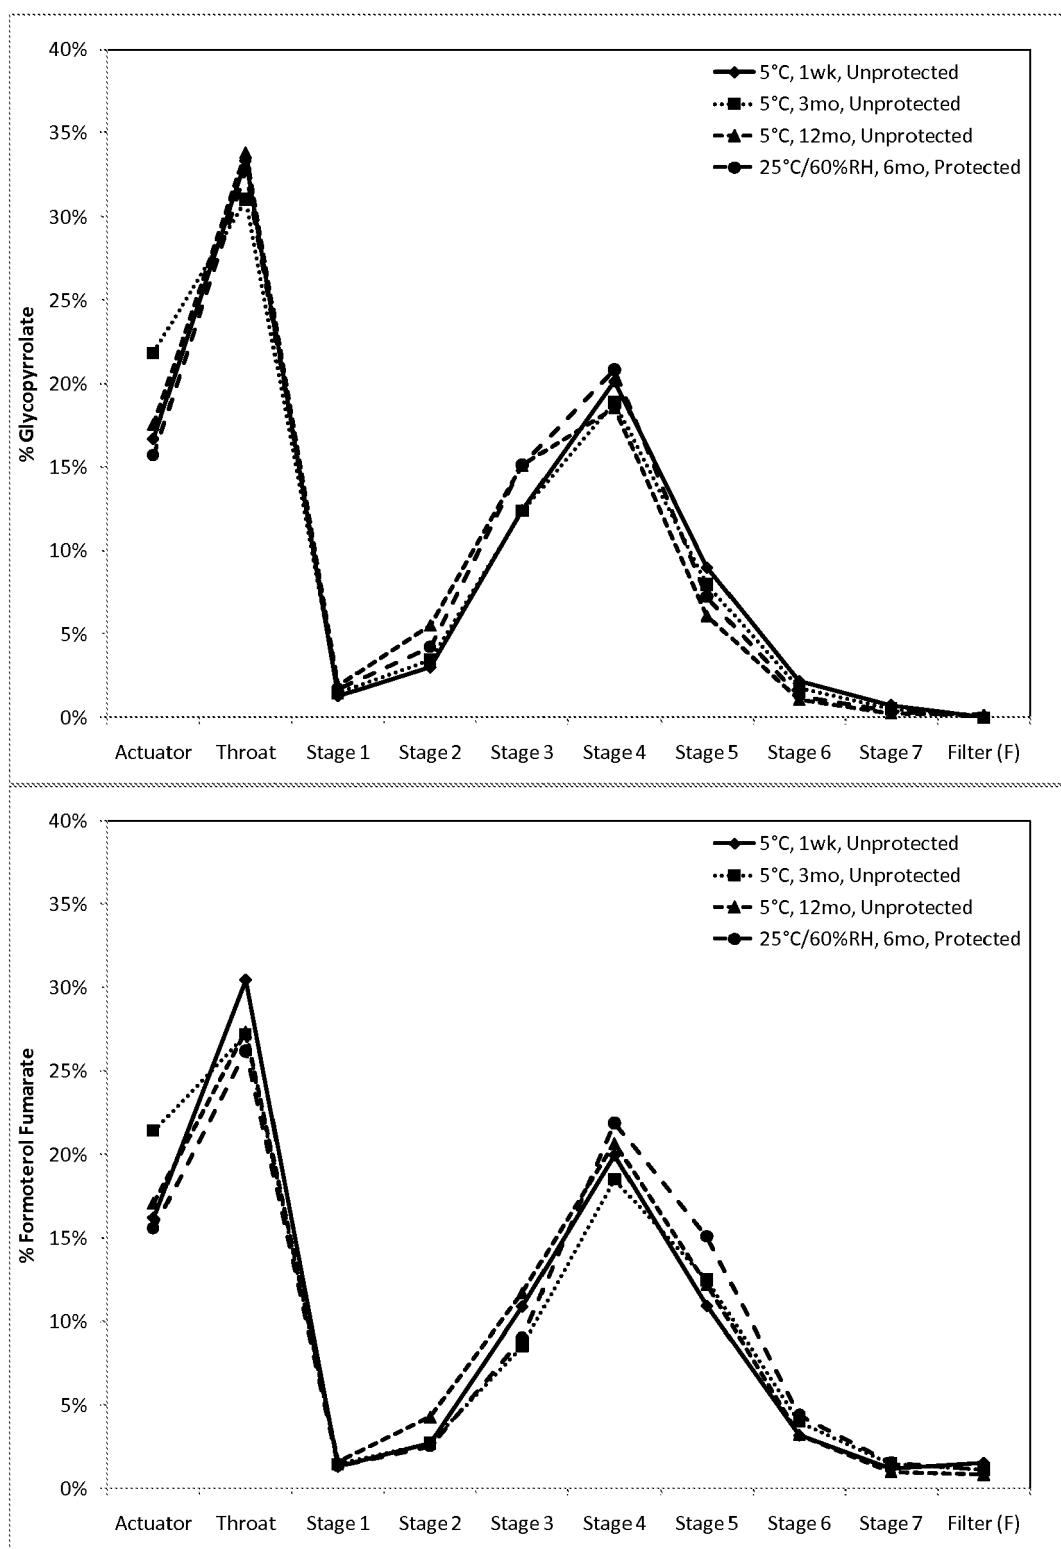 40%
35%
30%
25%
20%
15%
10%
5%
0%
% Glycopyrrolate
5°C, 1wk, Unprotected
5°C, 3mo, Unprotected
5°C, 12mo, Unprotected
25°C/60%RH, 6mo, Protected
Actuator Throat Stage 1 Stage 2 Stage 3 Stage 4 Stage 5 Stage 6 Stage 7 Filter (F)
40%
35%
30%
25%
20%
15%
10%
5%
0%
% Formoterol Fumarate
5°C, 1wk, Unprotected
5°C, 3mo, Unprotected
5°C, 12mo, Unprotected
25°C/60%RH, 6mo, Protected
Actuator Throat Stage 1 Stage 2 Stage 3 Stage 4 Stage 5 Stage 6 Stage 7 Filter (F)